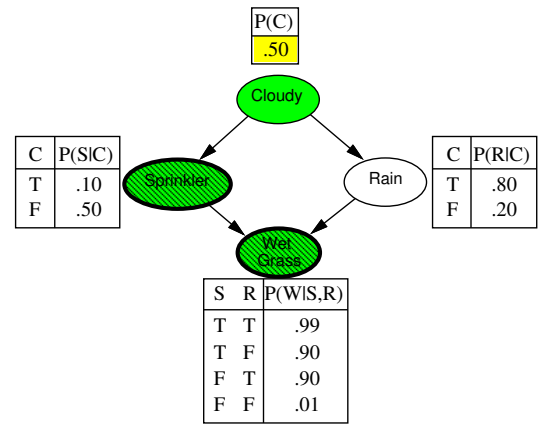 P(C)
.50
Cloudy
C P(S|C)
T .10
F .50
Sprinkler
Rain
C P(R|C)
T .80
F .20
Wet
Grass
S R P(W|S,R)
T T .99
T F .90
F T .90
F F .01